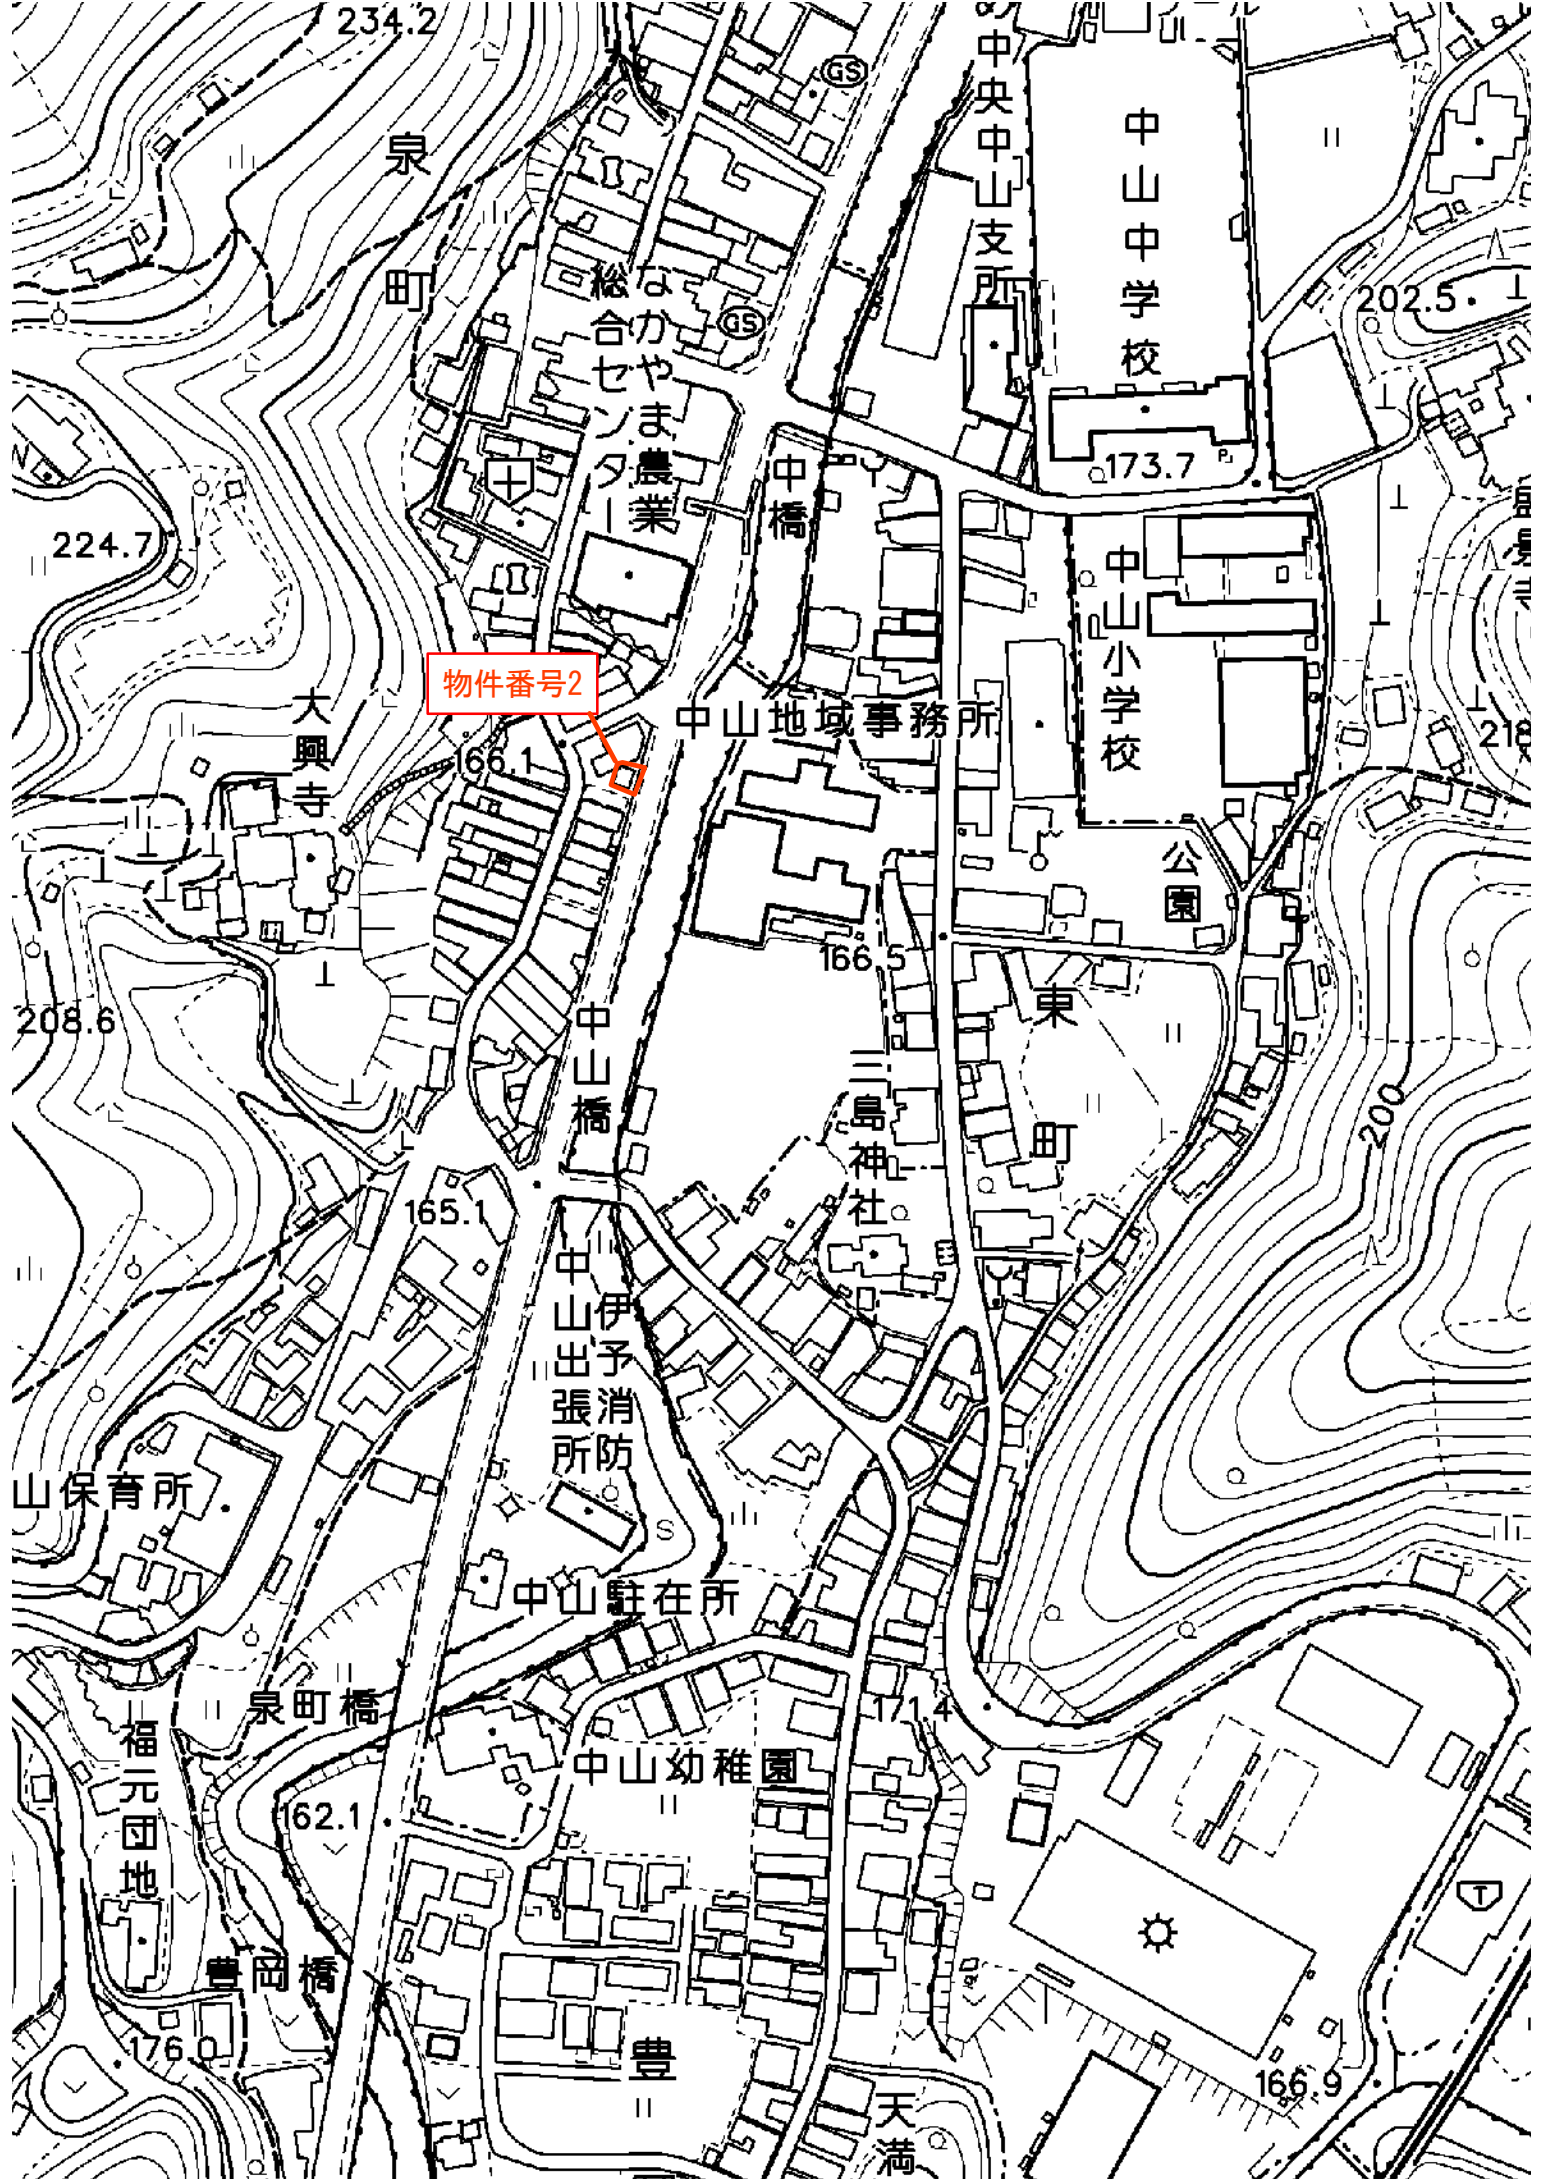 234.2
GS
中央中山支所
中山中学校
泉町
なかやま農業
総合センター
GS
202.5
中橋
173.7
224.7
中山小学校
物件番号2
大興寺
中山地域事務所
166.1
218
公園
166.5
東町
208.6
中山橋
三島神社
200
165.1
伊予消防
中山出張所
山保育所
S
中山駐在所
泉町橋
171.4
福元団地
中山幼稚園
162.1
T
豊岡橋
176.0
豊
166.9
天満